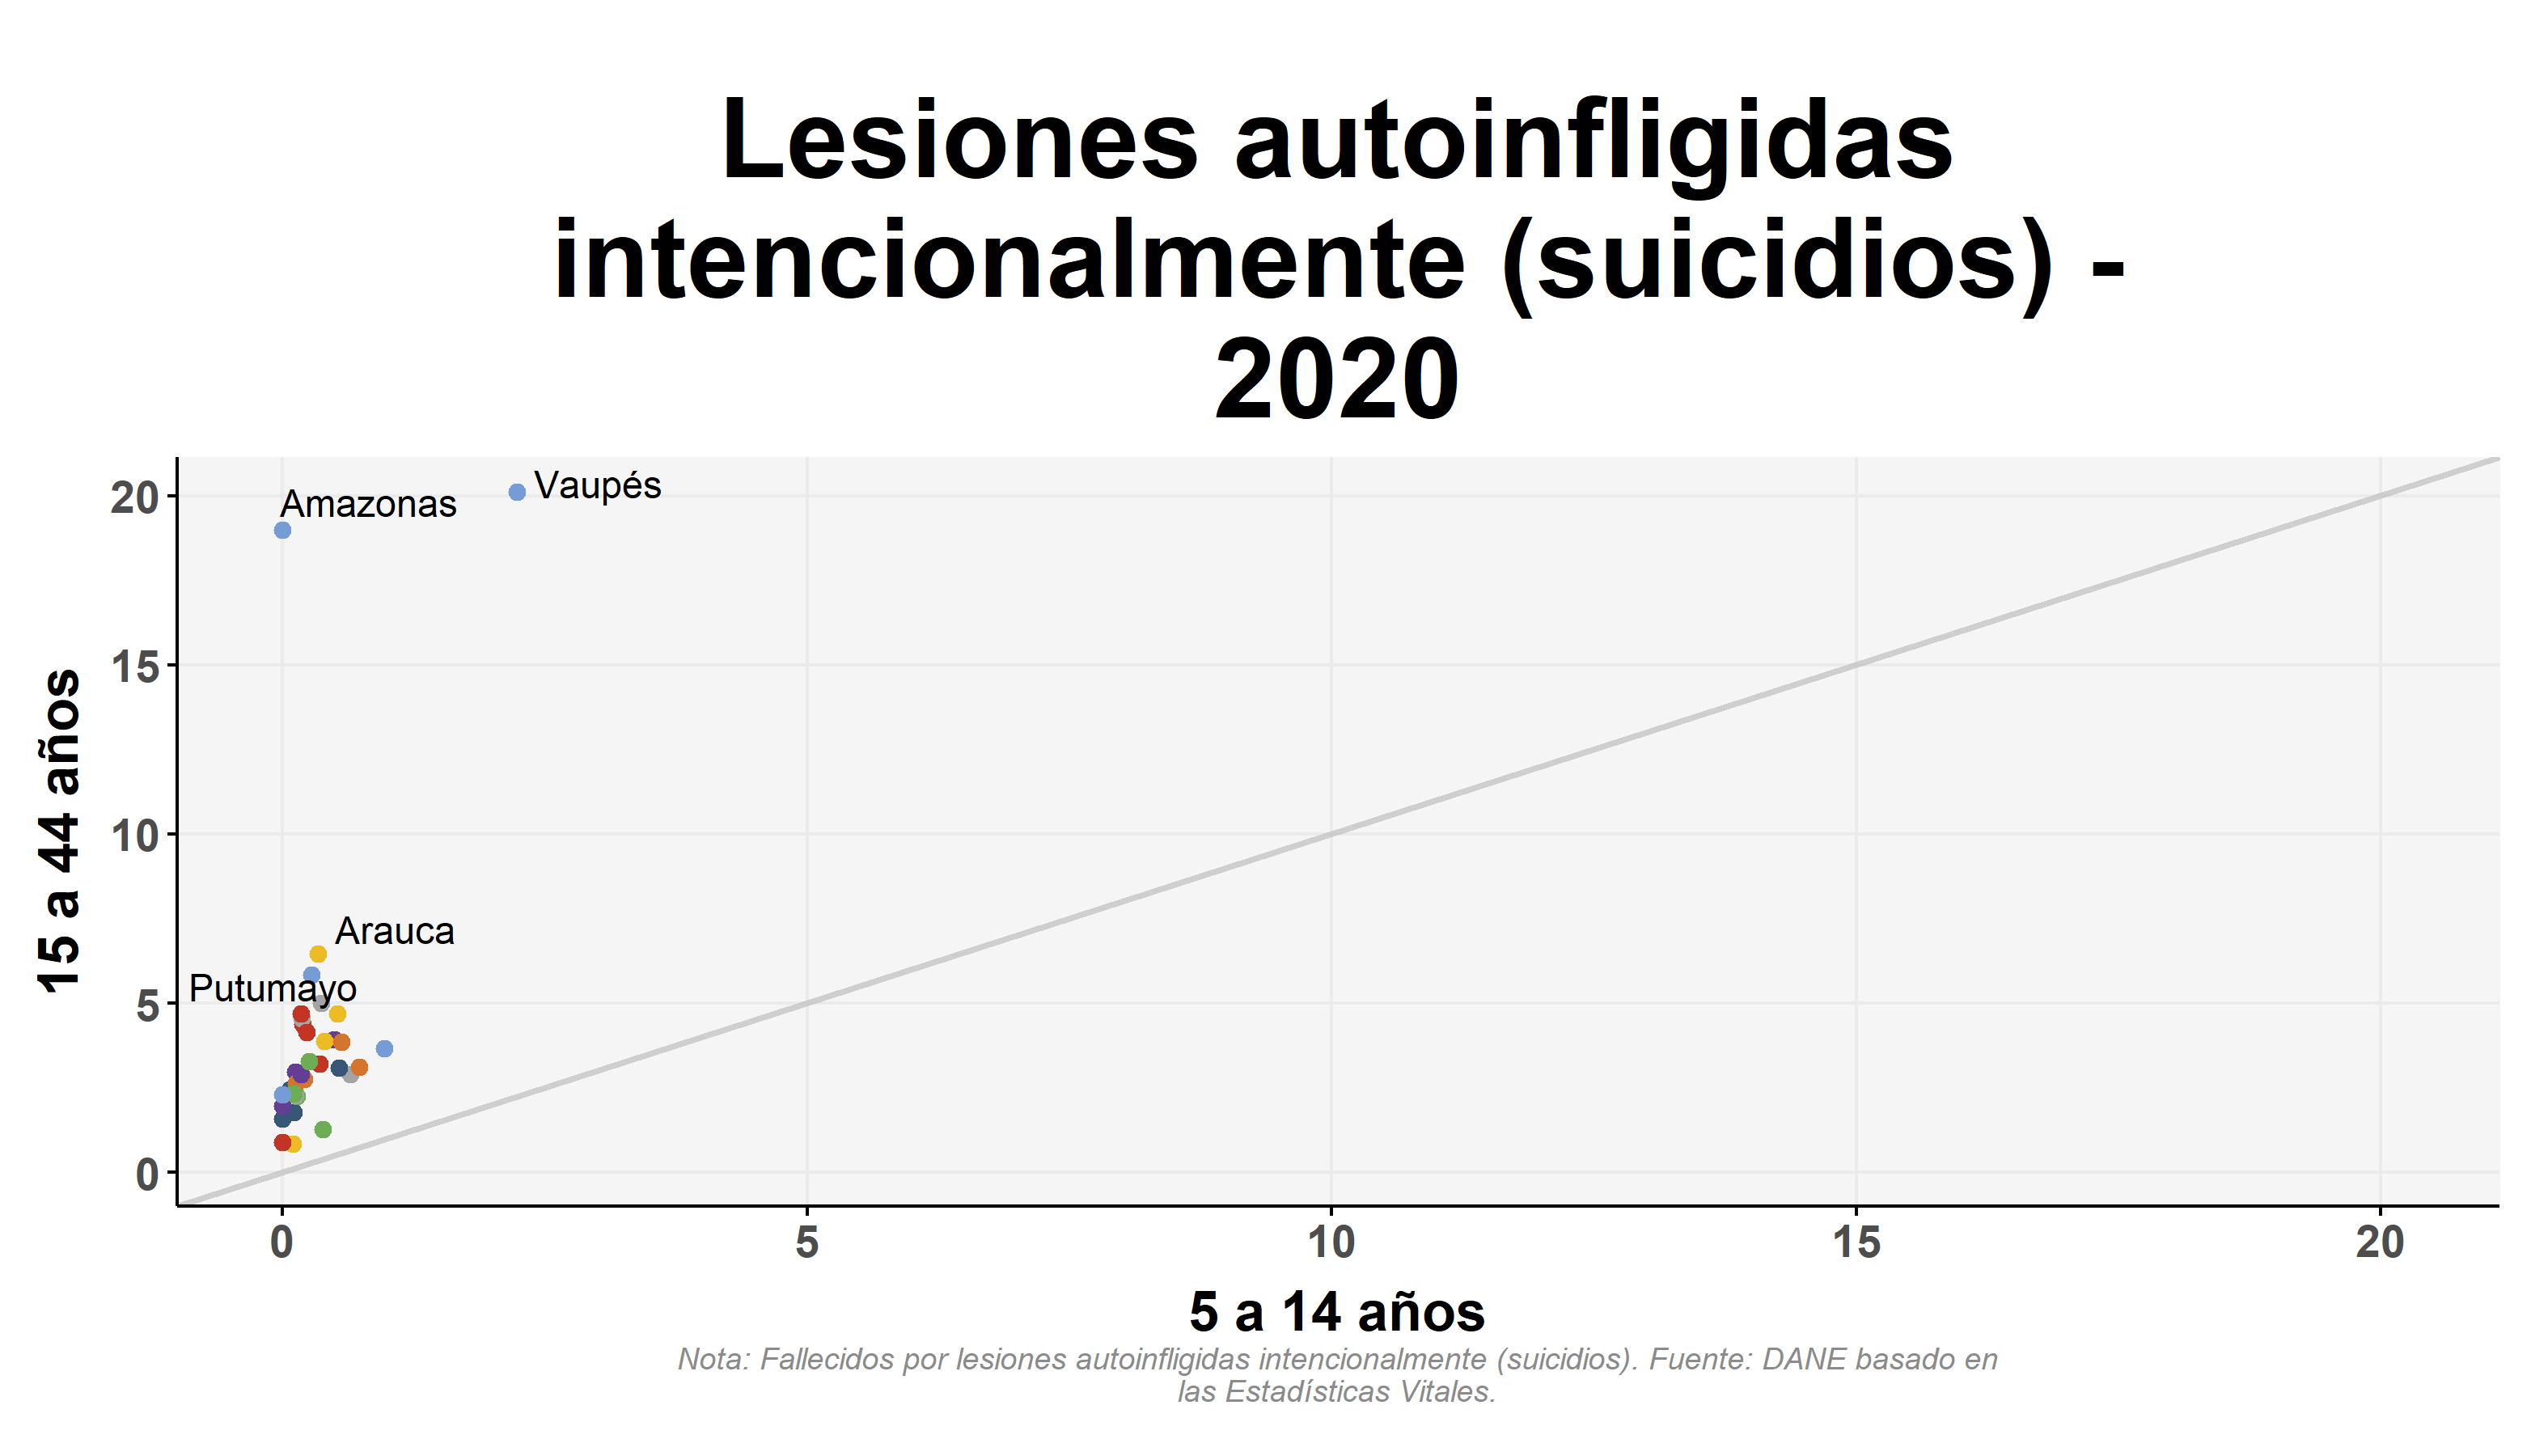 Lesiones autoinfligidas
intencionalmente (suicidios) -
2020
Vaupés
Amazonas
Arauca
Putumayo
20
15
10
5
0
15 a 44 años
0 5 10 15 20
5 a 14 años
Nota: Fallecidos por lesiones autoinfligidas intencionalmente (suicidios). Fuente: DANE basado en
las Estadísticas Vitales.